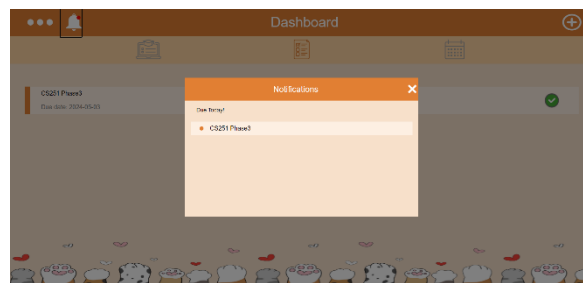 Dashboard
Notifications
Due Today!
CS251 Phase3
CS251 Phase3
Due date: 2024-05-05